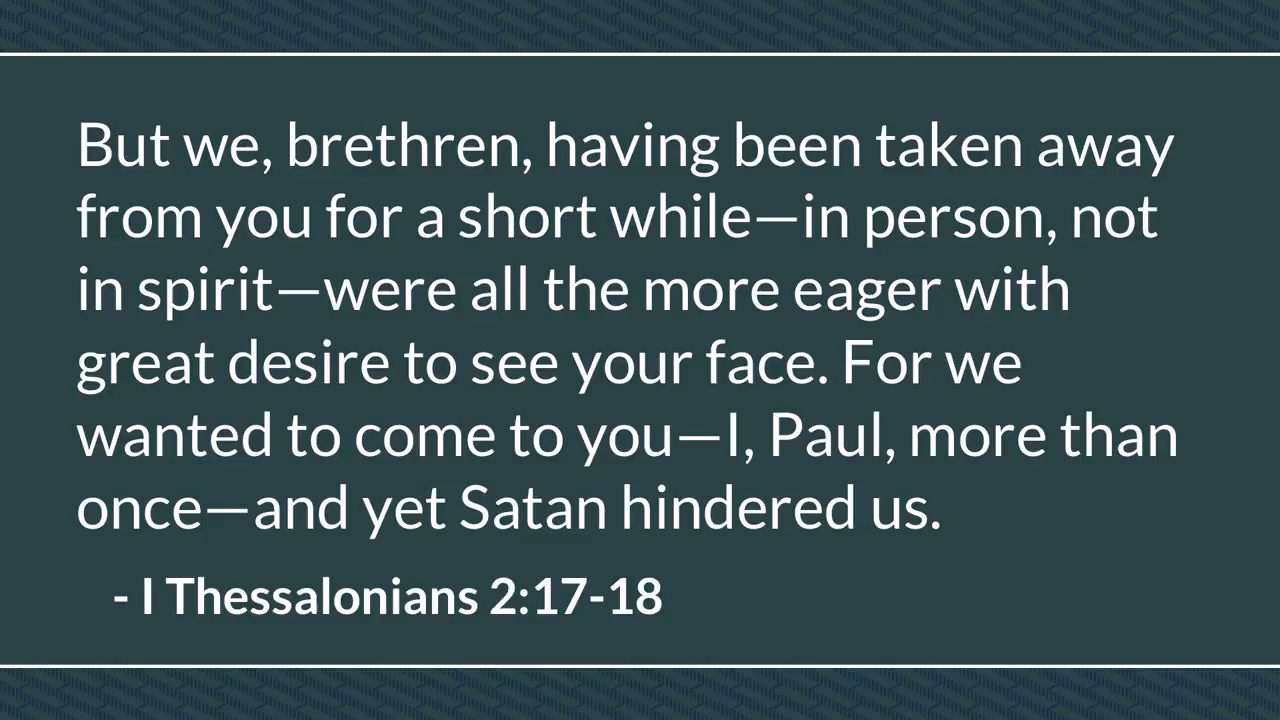 But we, brethren, having been taken away
from you for a short while—in person, not
in spirit—were all the more eager with
great desire to see your face. For we
wanted to come to you—I, Paul, more than
once—and yet Satan hindered us.
- I Thessalonians 2:17-18